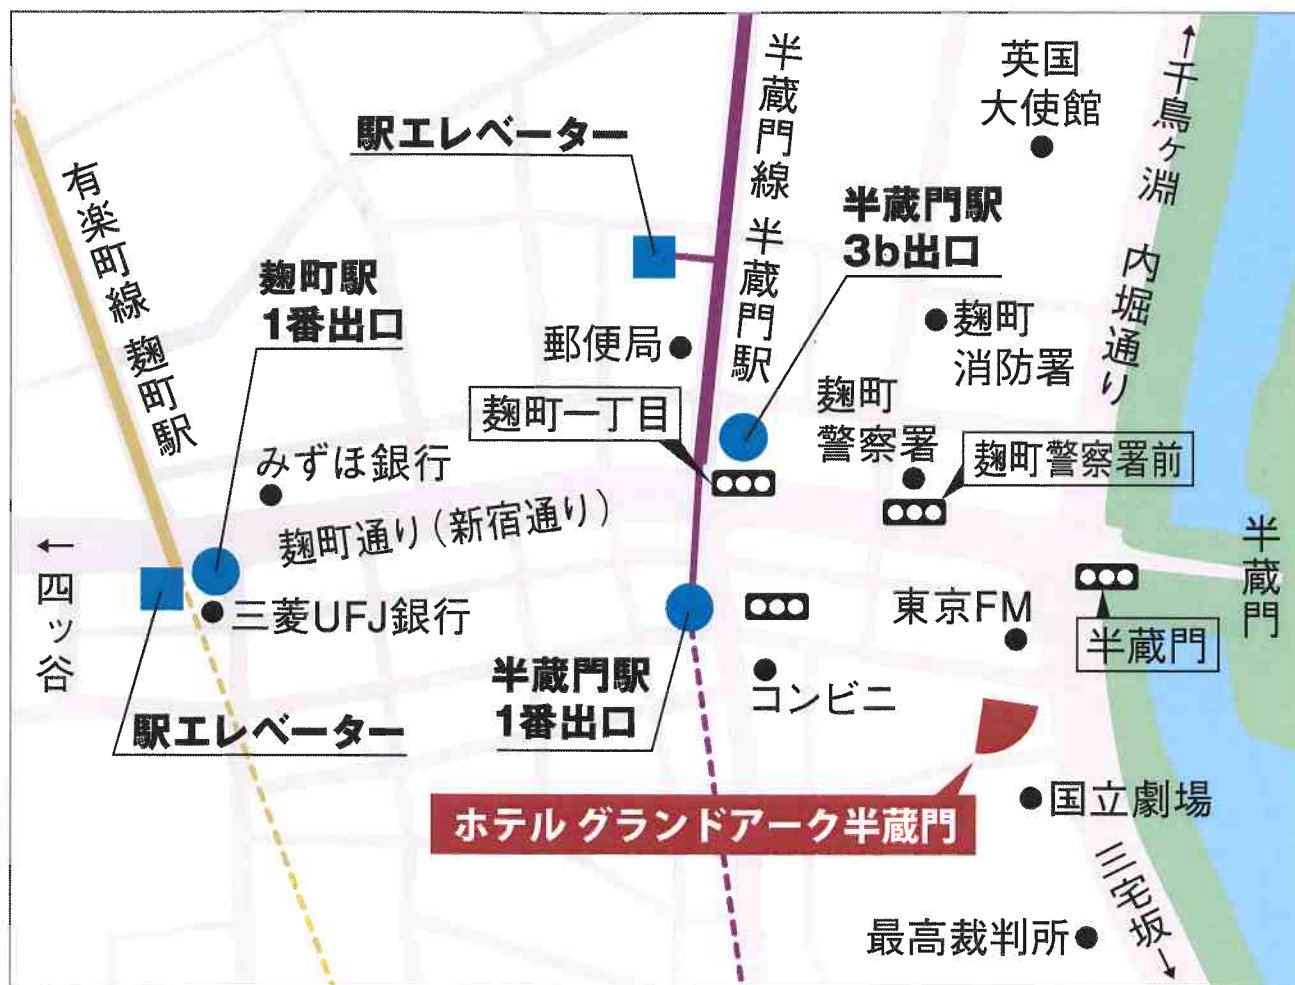 英国
大使館
↑千鳥ヶ淵
内堀通り
半蔵門線 半蔵門駅
駅エレベーター
有楽町線 麹町駅
半蔵門駅
3b出口
麹町駅
1番出口
麹町
消防署
郵便局
麹町一丁目
麹町
警察署
麹町警察署前
みずほ銀行
麹町通り(新宿通り)
←四ッ谷
半蔵門
三菱UFJ銀行
東京FM
半蔵門
半蔵門駅
1番出口
コンビニ
駅エレベーター
国立劇場
ホテル グランドアーク半蔵門
三宅坂→
最高裁判所